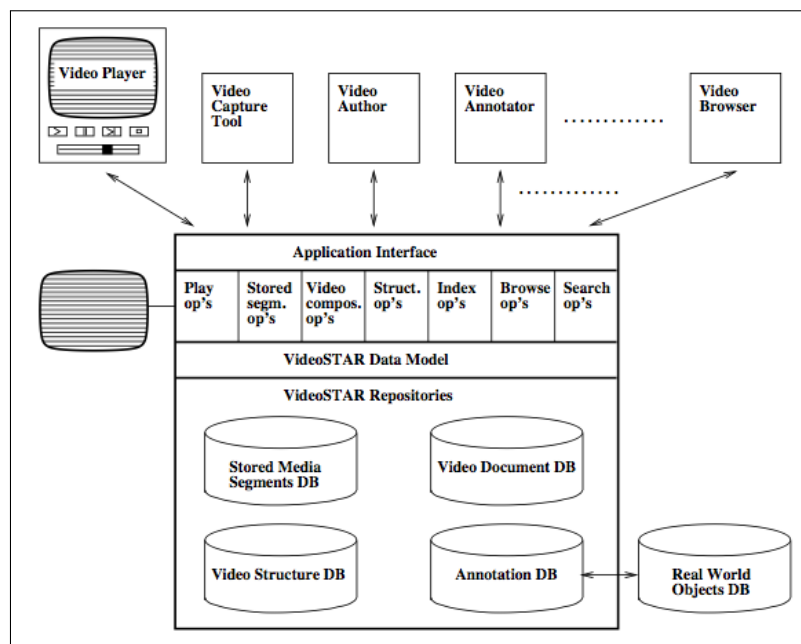 Video Player
Video
Capture
Tool
Video
Author
Video
Annotator
Video
Browser
Application Interface
Play
op's
Stored
segm.
op's
Video
compos.
op's
Struct.
op's
Index
op's
Browse
op's
Search
op's
VideoSTAR Data Model
VideoSTAR Repositories
Stored Media
Segments DB
Video Document DB
Video Structure DB
Annotation DB
Real World
Objects DB